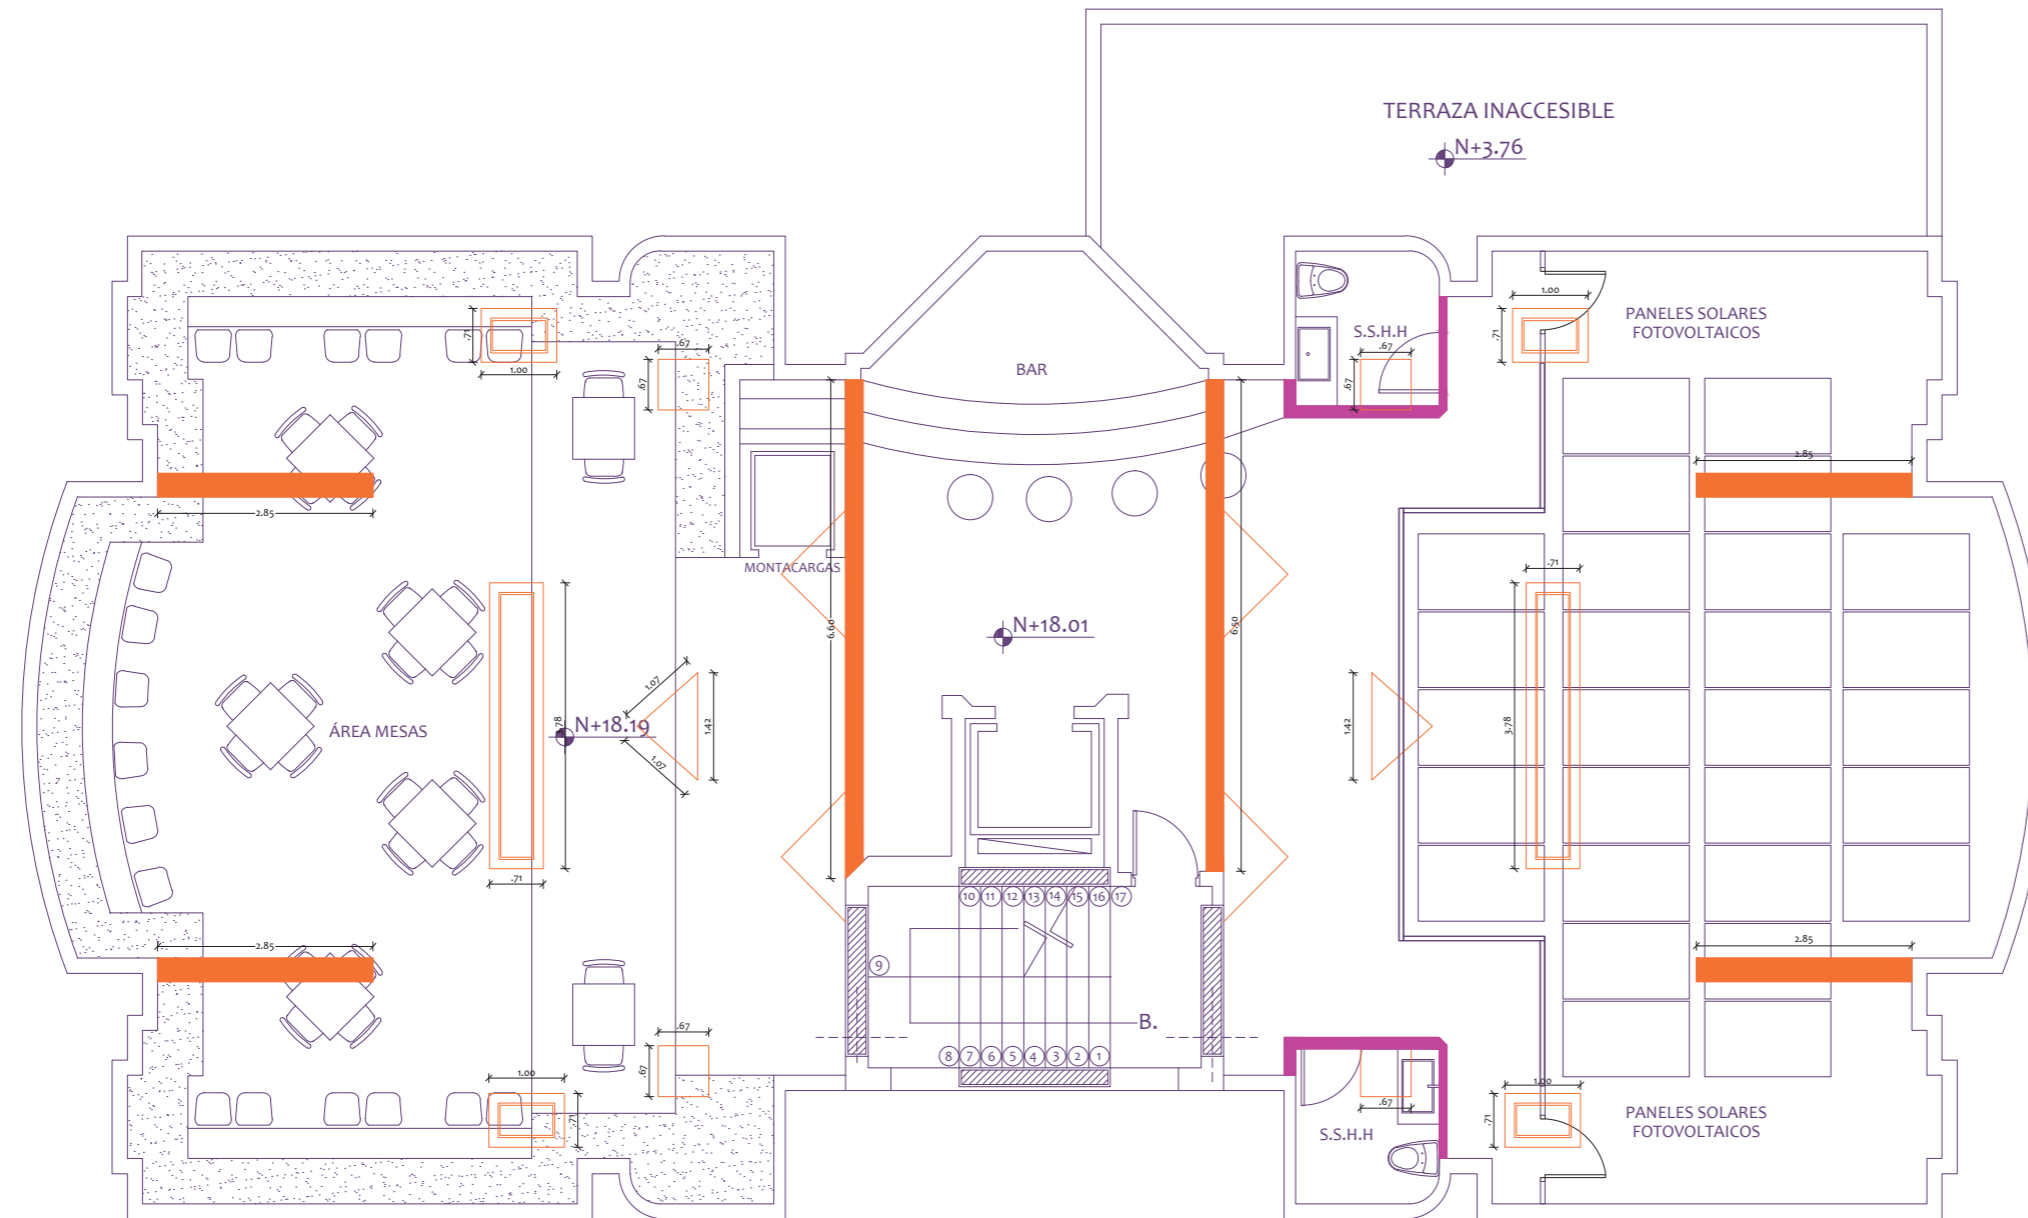 TERRAZA INACCESIBLE
N+3.76
1.00
.71
1.00
.67
.67
BAR
S.S.H.H
.67
.67
1.00
.71
PANELES SOLARES
FOTOVOLTAICOS
2.85
2.85
MONTACARGAS
.71
6.60
N+18.01
6.50
1.07
1.42
ÁREA MESAS
3.78
N+18.19
1.07
1.42
3.78
.71
10 11 12 13 14 15 16 17
2.85
9
2.85
B.
8 7 6 5 4 3 2 1
.67
.67
1.00
.71
.67
S.S.H.H
1.00
.71
PANELES SOLARES
FOTOVOLTAICOS